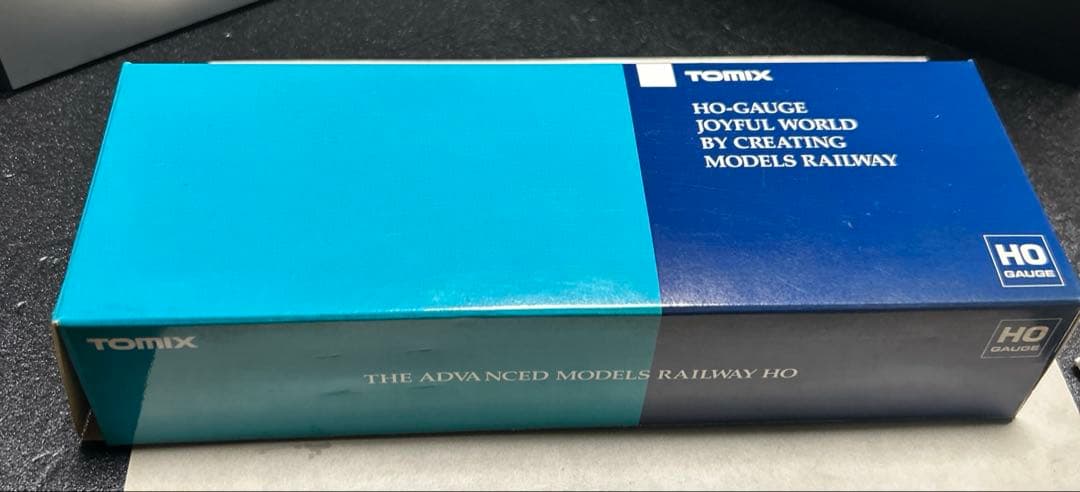 TOMIX
HO-GAUGE
JOYFUL WORLD
BY CREATING
MODELS RAILWAY
HO
GAUGE
TOMIX
THE ADVANCED MODELS RAILWAY HO
HO
GAUGE